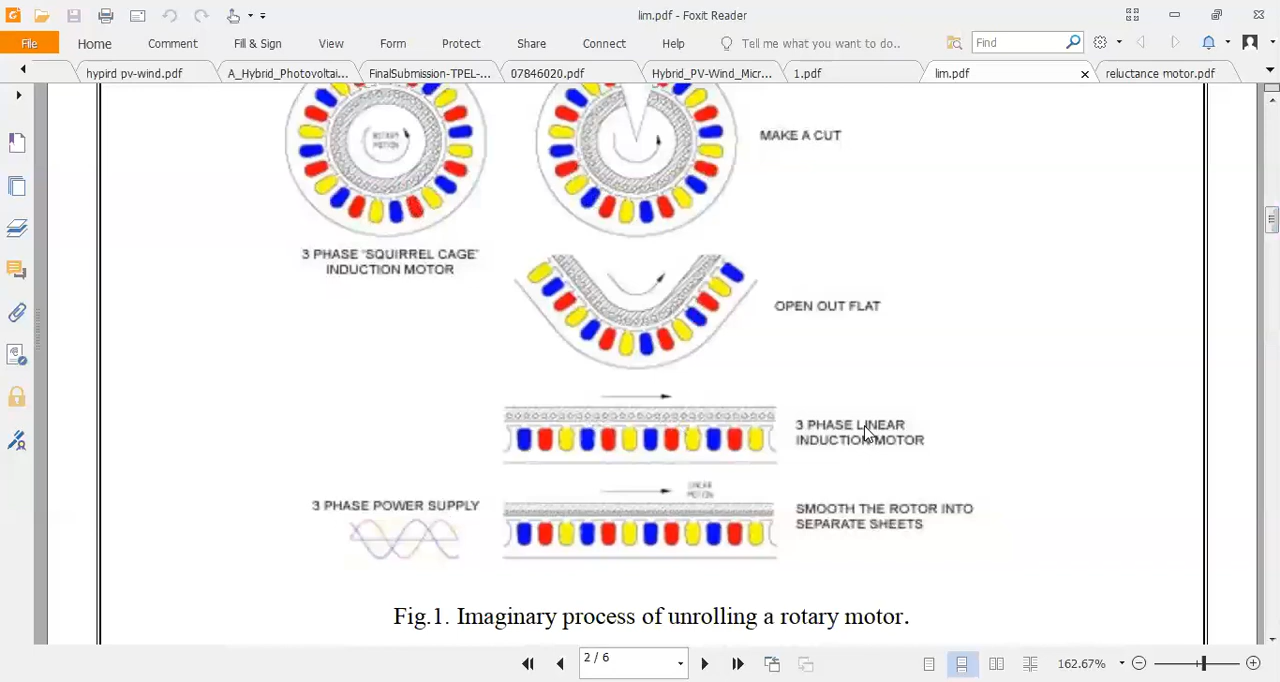 lim.pdf - Foxit Reader
File Home Comment Fill & Sign View Form Protect Share Connect Help Tell me what you want to do.. Find
hypird pv-wind.pdf A_Hybrid_Photovoltai... FinalSubmission-TPEL-... 07846020.pdf Hybrid_PV-Wind_Micr... 1.pdf lim.pdf reluctance motor.pdf
ROTARY
MOTION
MAKE A CUT
3 PHASE "SQUIRREL CAGE"
INDUCTION MOTOR
OPEN OUT FLAT
3 PHASE LINEAR
INDUCTION MOTOR
LINEAR
MOTION
3 PHASE POWER SUPPLY
SMOOTH THE ROTOR INTO
SEPARATE SHEETS
Fig.1. Imaginary process of unrolling a rotary motor.
2 / 6
162.67%